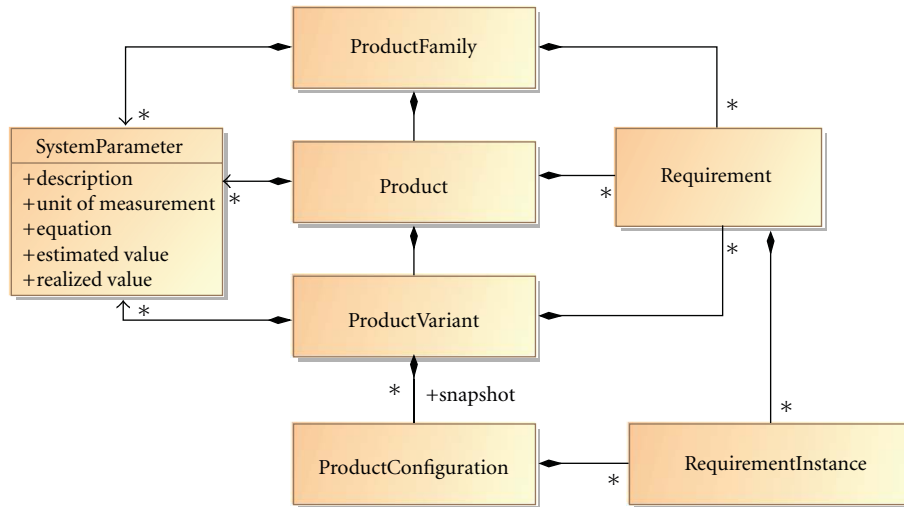 ProductFamily
*
*
SystemParameter
+description
+unit of measurement
+equation
+estimated value
+realized value
*
Product
*
Requirement
*
*
ProductVariant
*
+snapshot
*
ProductConfiguration
*
RequirementInstance